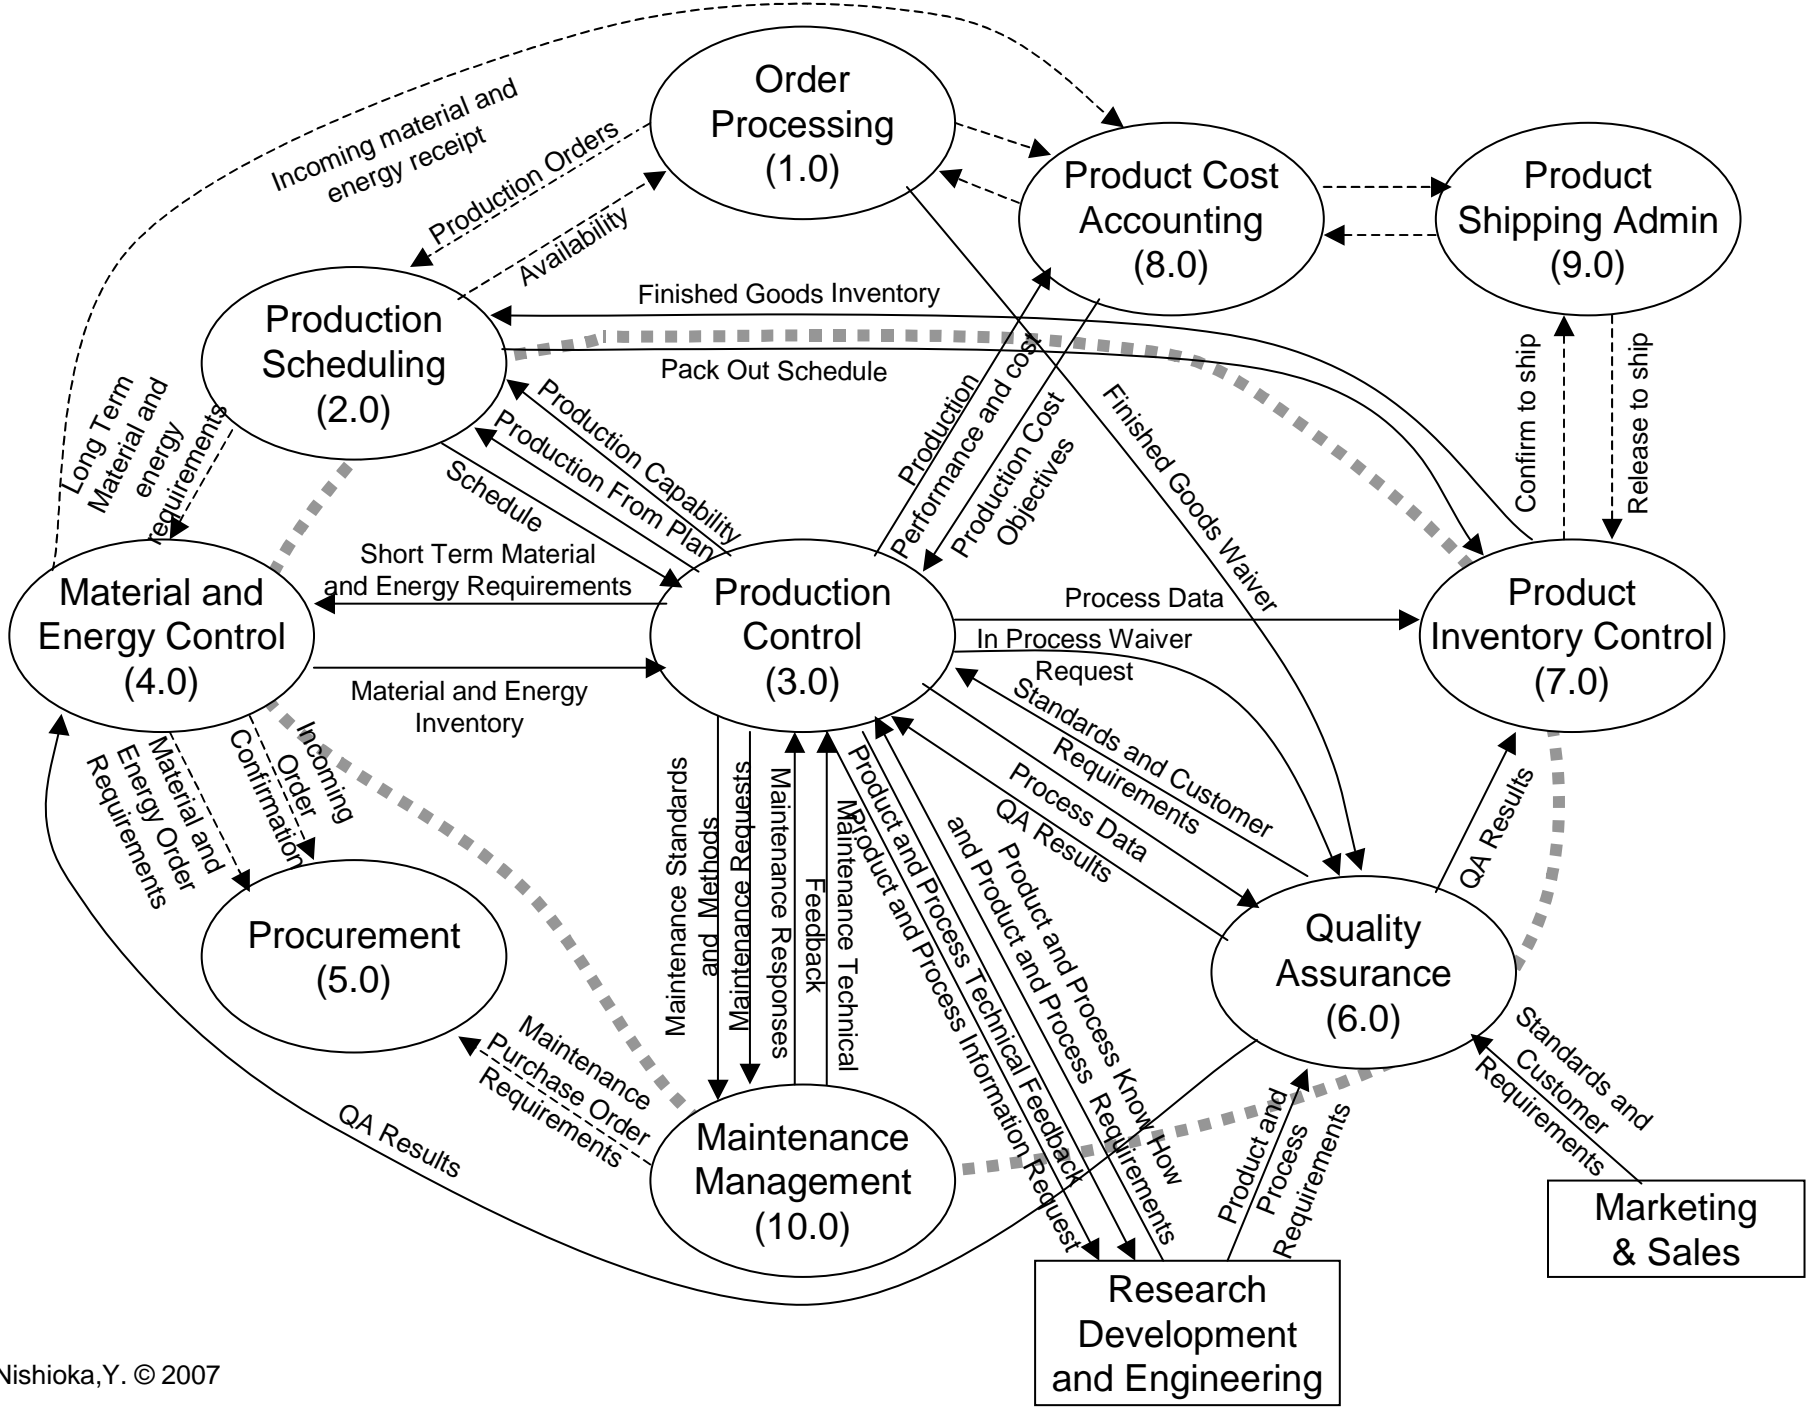 Order
Processing
(1.0)
Incoming material and
energy receipt
Production Orders
Availability
Product Cost
Accounting
(8.0)
Product
Shipping Admin
(9.0)
Production
Scheduling
(2.0)
Finished Goods Inventory
Pack Out Schedule
Long Term
Material and
energy
requirements
Production Capability
Production From Plan
Schedule
Production
Performance and cost
Production Cost
Objectives
Finished Goods Waiver
Confirm to ship
Release to ship
Short Term Material
and Energy Requirements
Material and
Energy Control
(4.0)
Material and Energy
Inventory
Production
Control
(3.0)
Process Data
In Process Waiver
Request
Product
Inventory Control
(7.0)
Standards and Customer
Requirements
Process Data
QA Results
QA Results
Material and
Energy Order
Requirements
Incoming
Order
Confirmation
Maintenance Standards
and Methods
Maintenance Requests
Maintenance Responses
Feedback
Maintenance Technical
Product and Process Information Request
Product and Process Technical Feedback
Product and Process Know How
and Product and Process Requirements
Procurement
(5.0)
Quality
Assurance
(6.0)
Maintenance
Purchase Order
Requirements
QA Results
Maintenance
Management
(10.0)
Product and
Process
Requirements
Standards and
Customer
Requirements
Marketing
& Sales
Research
Development
and Engineering
Nishioka,Y. © 2007